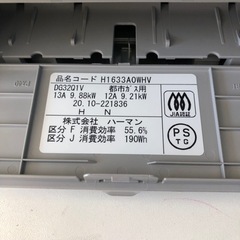 品名コード H1633A0WHV
DG32Q1V 都市ガス用
13A 9.88kW 12A 9.21kW
20.10-221836
H N
株式会社 ハーマン
区分 F 消費効率 55.6%
区分 J 消費効率 190Wh
JIA認証
PS
TG